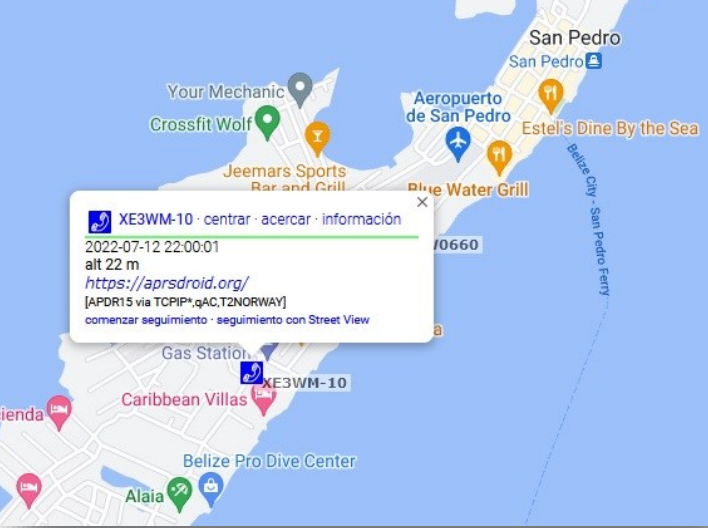 San Pedro
San Pedro
Your Mechanic
Aeropuerto
de San Pedro
Crossfit Wolf
Estel's Dine By the Sea
Jeemars Sports
Bar and Grill
Blue Water Grill
Belize City - San Pedro Ferry
XE3WM-10 · centrar · acercar · información
2022-07-12 22:00:01
alt 22 m
https://aprsdroid.org/
[APDR15 via TCPIP*,qAC,T2NORWAY]
comenzar seguimiento · seguimiento con Street View
0660
a
Gas Station
XE3WM-10
Caribbean Villas
cienda
Belize Pro Dive Center
Alaia